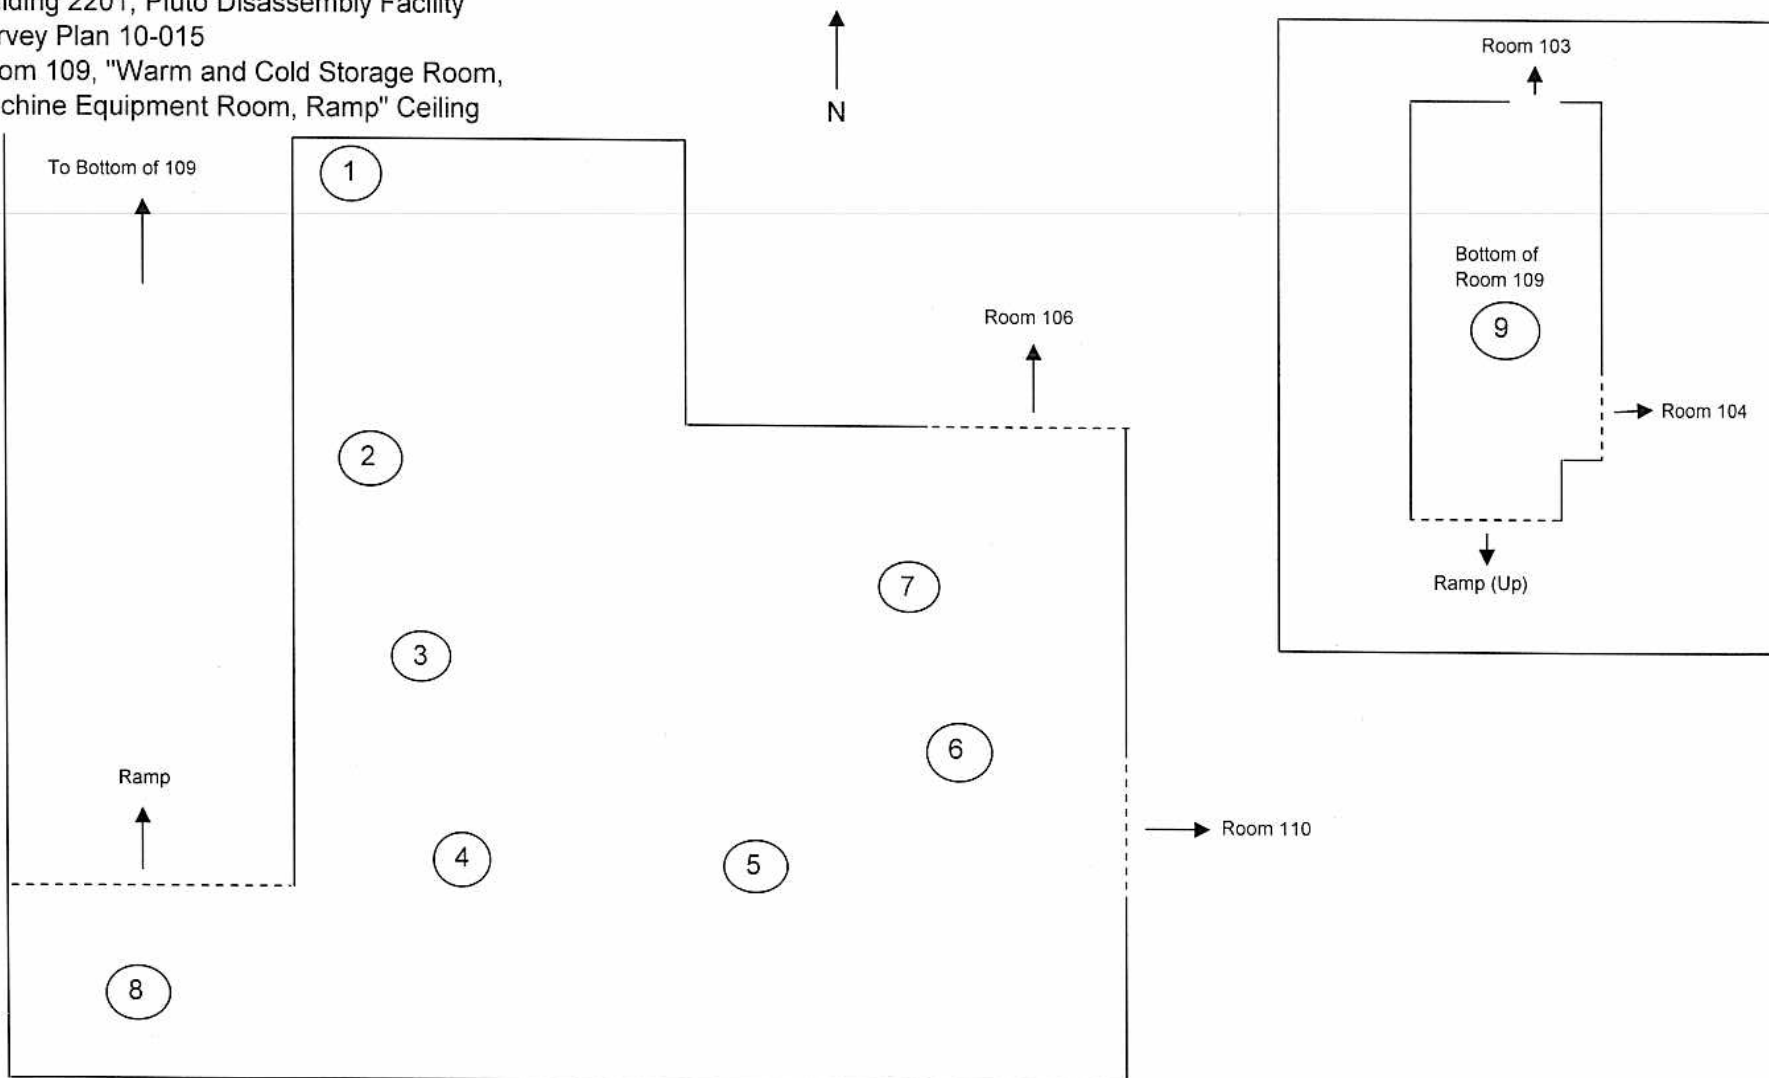 ilding 2201, Pluto Disassembly Facility
rvey Plan 10-015
om 109, "Warm and Cold Storage Room,
chine Equipment Room, Ramp" Ceiling
N
To Bottom of 109
1
Room 103
Bottom of
Room 109
9
Room 106
Room 104
2
7
Ramp (Up)
3
6
Ramp
Room 110
4
5
8